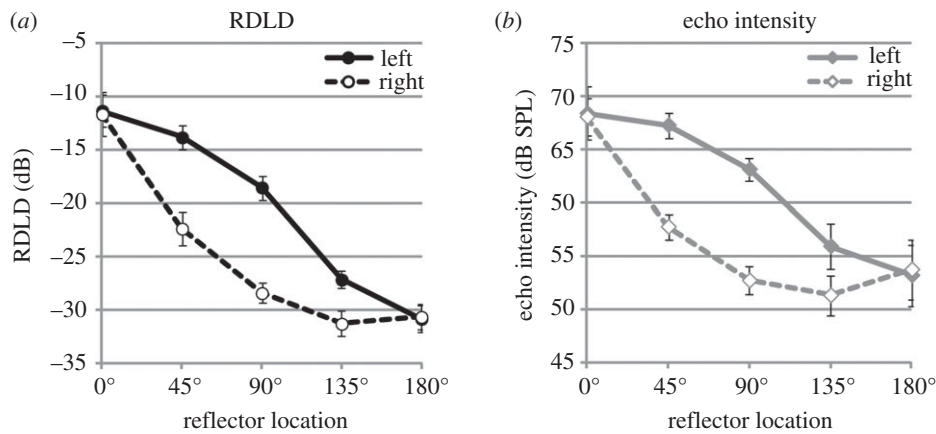 (a) RDLD
−5
−10
−15
−20
−25
−30
−35
RDLD (dB)
left
right
0° 45° 90° 135° 180°
reflector location
(b) echo intensity
75
70
65
50
55
52
45
echo intensity (dB SPL)
left
right
0° 45° 90° 135° 180°
reflector location